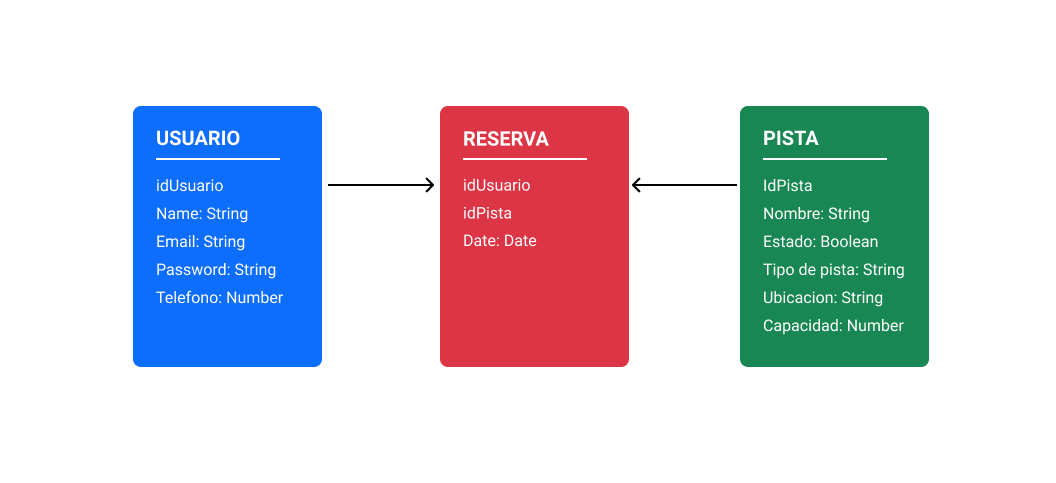 USUARIO
idUsuario
Name: String
Email: String
Password: String
Telefono: Number
RESERVA
idUsuario
idPista
Date: Date
PISTA
IdPista
Nombre: String
Estado: Boolean
Tipo de pista: String
Ubicacion: String
Capacidad: Number